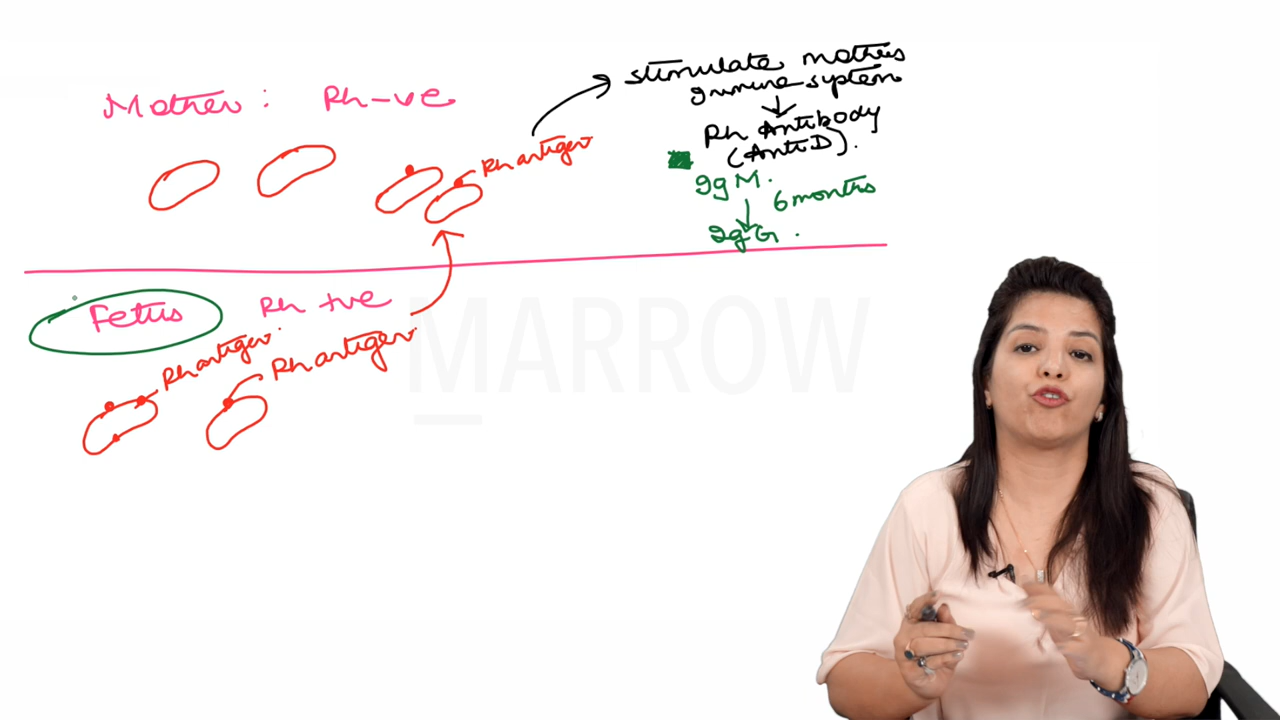 Mother : Rh -ve
stimulate mothers
Immune system
Rh Antibody
(Anti D).
IgM.
6 months
IgG.
Rh antigen
Fetus
Rh +ve
Rh antigen
Rh antigen
MARROW